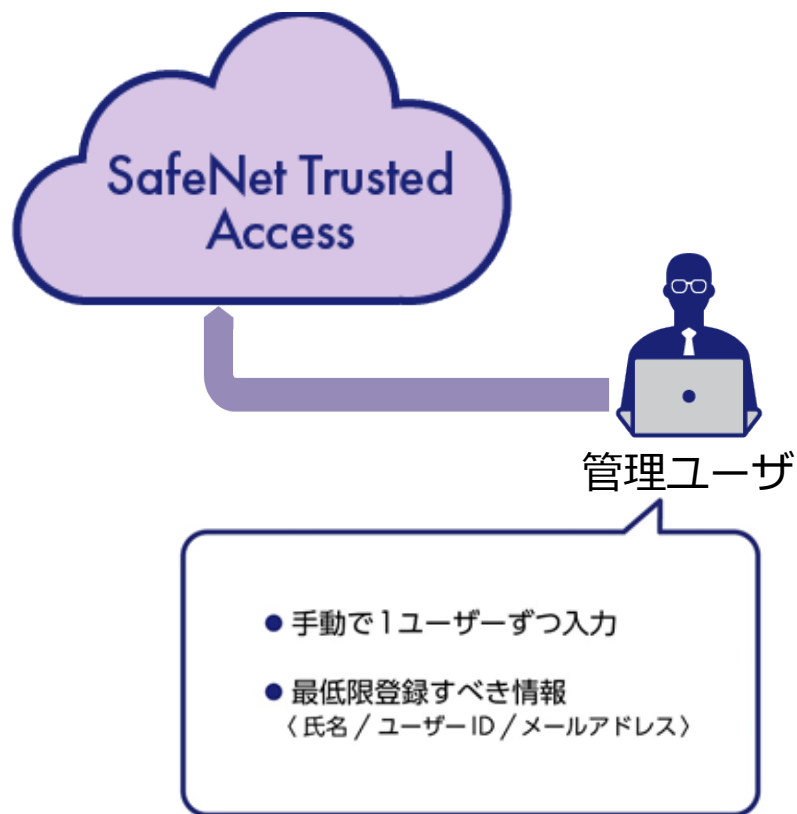 SafeNet Trusted
Access
管理ユーザ
● 手動で1ユーザーずつ入力
● 最低限登録すべき情報
〈 氏名 / ユーザーID / メールアドレス 〉